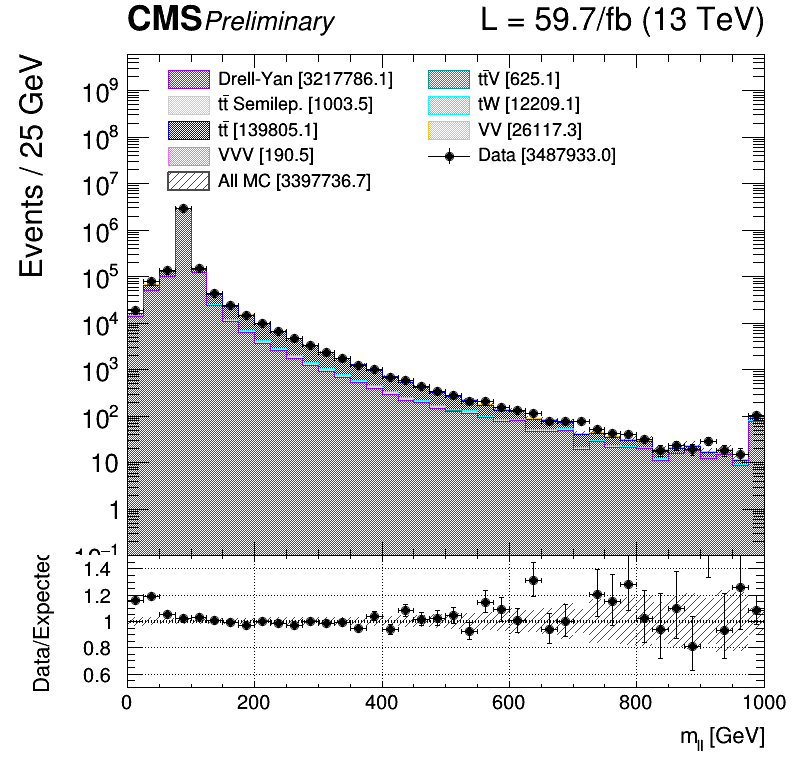 CMS Preliminary L = 59.7/fb (13 TeV)
Events / 25 GeV
Drell-Yan [3217786.1]
tt̄ Semilep. [1003.5]
tt̄ [139805.1]
VVV [190.5]
All MC [3397736.7]
tt̄V [625.1]
tW [12209.1]
VV [26117.3]
Data [3487933.0]
10⁹
10⁸
10⁷
10⁶
10⁵
10⁴
10³
10²
10
1
10⁻¹
Data/Expected
1.4
1.2
1
0.8
0.6
0 200 400 600 800 1000
m_ll [GeV]